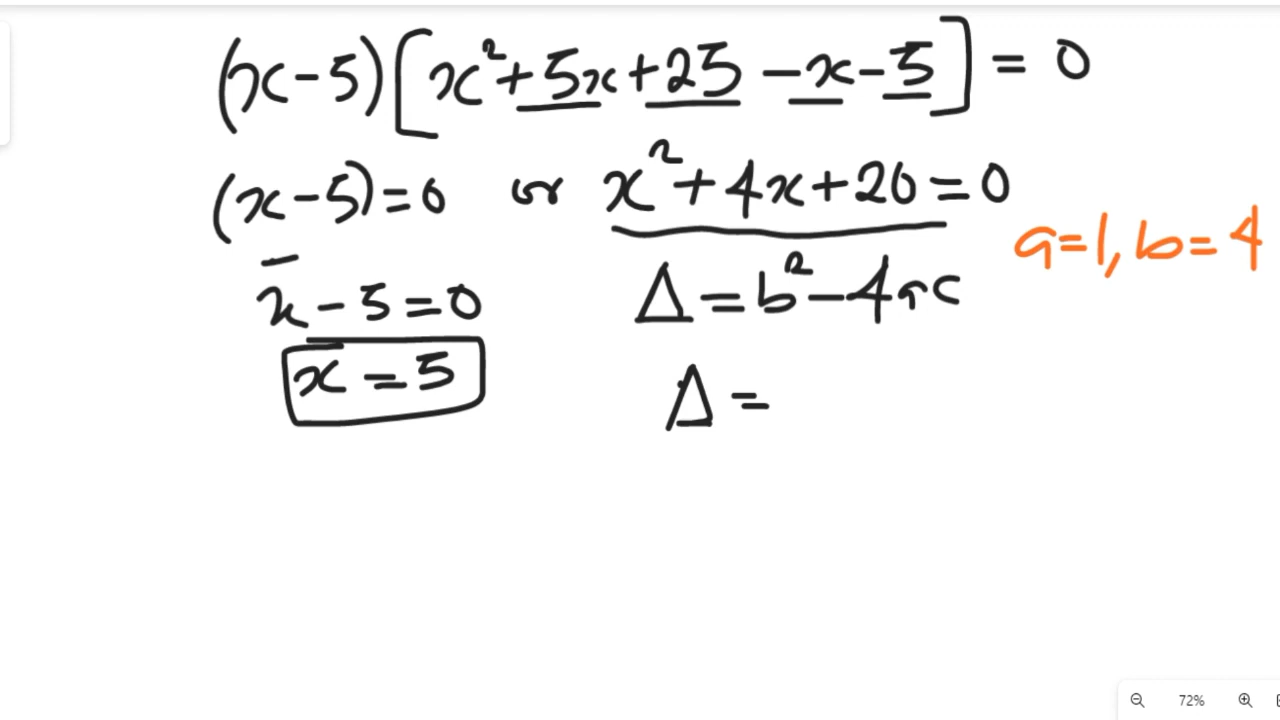 (x-5)[x²+5x+25-x-5]=0
(x-5)=0 or x²+4x+20=0
a=1, b=4
x-5=0 Δ=b²-4ac
x=5 Δ=
72%